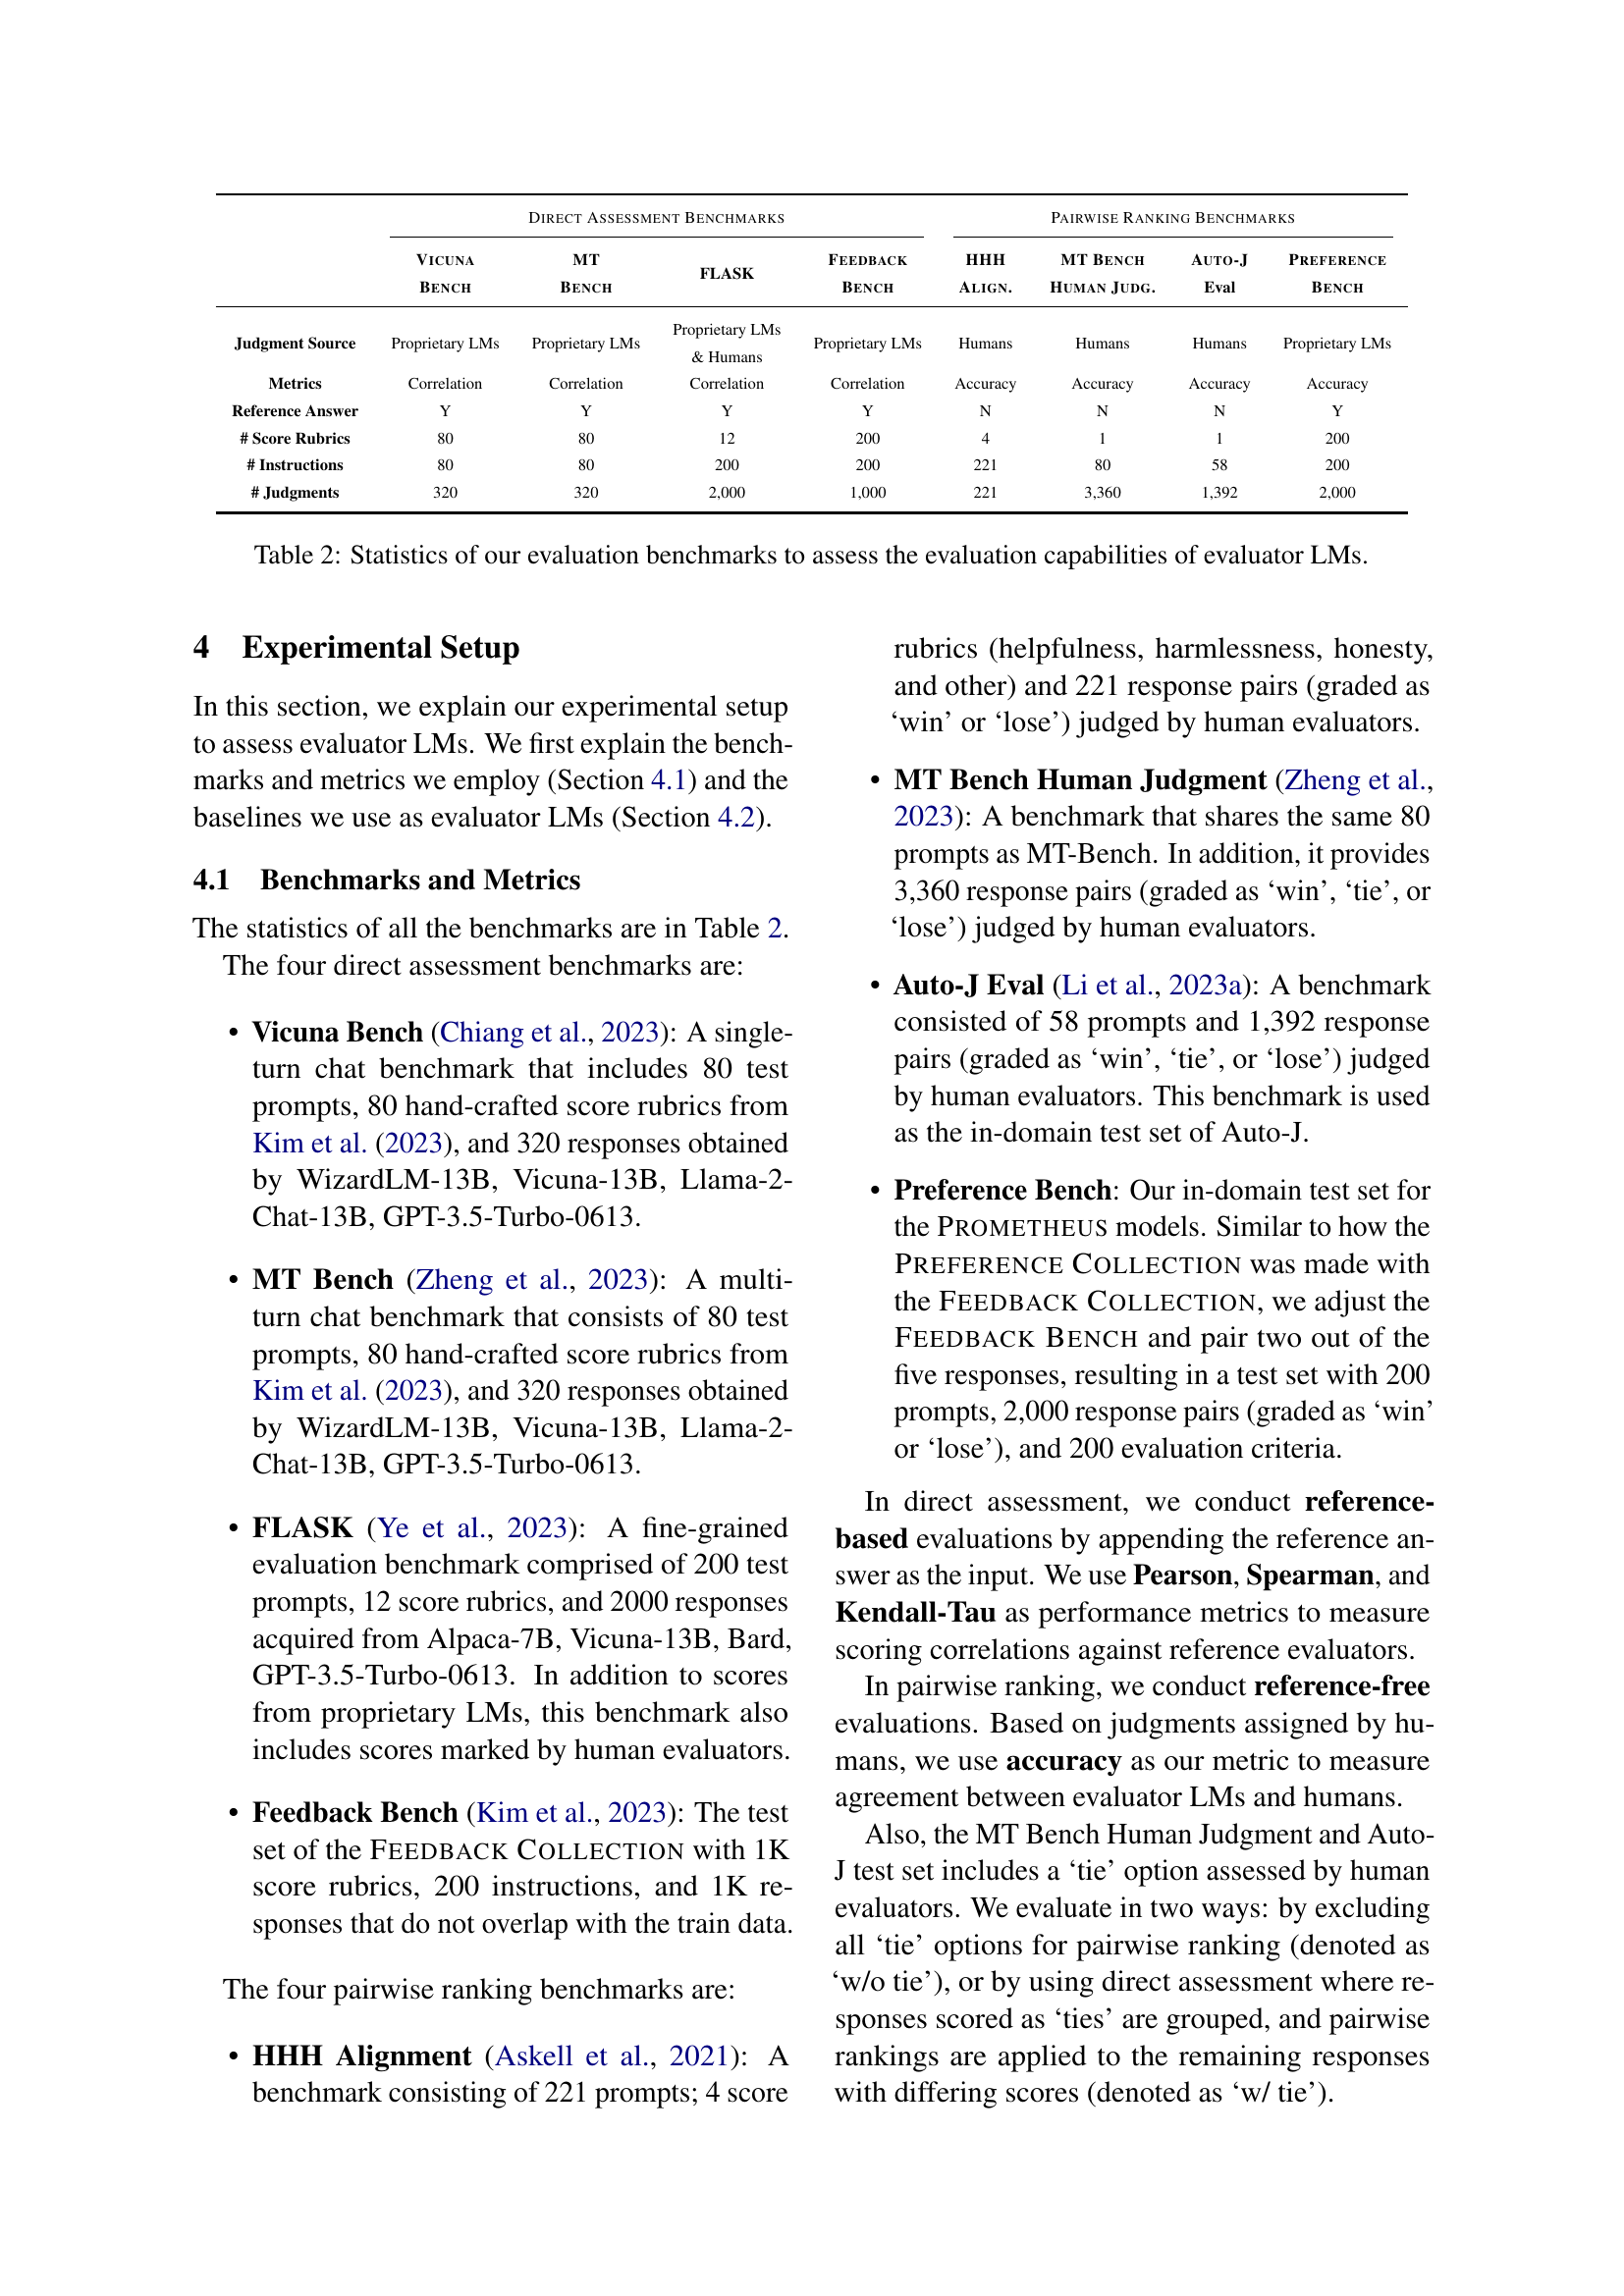 DIRECT ASSESSMENT BENCHMARKS PAIRWISE RANKING BENCHMARKS
VICUNA BENCH MT BENCH FLASK FEEDBACK BENCH HHH ALIGN. MT BENCH HUMAN JUDG. AUTO-J Eval PREFERENCE BENCH
Judgment Source Proprietary LMs Proprietary LMs Proprietary LMs & Humans Proprietary LMs Humans Humans Humans Proprietary LMs
Metrics Correlation Correlation Correlation Correlation Accuracy Accuracy Accuracy Accuracy
Reference Answer Y Y Y Y N N N Y
# Score Rubrics 80 80 12 200 4 1 1 200
# Instructions 80 80 200 200 221 80 58 200
# Judgments 320 320 2,000 1,000 221 3,360 1,392 2,000
Table 2: Statistics of our evaluation benchmarks to assess the evaluation capabilities of evaluator LMs.
4 Experimental Setup
In this section, we explain our experimental setup
to assess evaluator LMs. We first explain the bench-
marks and metrics we employ (Section 4.1) and the
baselines we use as evaluator LMs (Section 4.2).
4.1 Benchmarks and Metrics
The statistics of all the benchmarks are in Table 2.
The four direct assessment benchmarks are:
• Vicuna Bench (Chiang et al., 2023): A single-
turn chat benchmark that includes 80 test
prompts, 80 hand-crafted score rubrics from
Kim et al. (2023), and 320 responses obtained
by WizardLM-13B, Vicuna-13B, Llama-2-
Chat-13B, GPT-3.5-Turbo-0613.
• MT Bench (Zheng et al., 2023): A multi-
turn chat benchmark that consists of 80 test
prompts, 80 hand-crafted score rubrics from
Kim et al. (2023), and 320 responses obtained
by WizardLM-13B, Vicuna-13B, Llama-2-
Chat-13B, GPT-3.5-Turbo-0613.
• FLASK (Ye et al., 2023): A fine-grained
evaluation benchmark comprised of 200 test
prompts, 12 score rubrics, and 2000 responses
acquired from Alpaca-7B, Vicuna-13B, Bard,
GPT-3.5-Turbo-0613. In addition to scores
from proprietary LMs, this benchmark also
includes scores marked by human evaluators.
• Feedback Bench (Kim et al., 2023): The test
set of the FEEDBACK COLLECTION with 1K
score rubrics, 200 instructions, and 1K re-
sponses that do not overlap with the train data.
The four pairwise ranking benchmarks are:
• HHH Alignment (Askell et al., 2021): A
benchmark consisting of 221 prompts; 4 score
rubrics (helpfulness, harmlessness, honesty,
and other) and 221 response pairs (graded as
‘win’ or ‘lose’) judged by human evaluators.
• MT Bench Human Judgment (Zheng et al.,
2023): A benchmark that shares the same 80
prompts as MT-Bench. In addition, it provides
3,360 response pairs (graded as ‘win’, ‘tie’, or
‘lose’) judged by human evaluators.
• Auto-J Eval (Li et al., 2023a): A benchmark
consisted of 58 prompts and 1,392 response
pairs (graded as ‘win’, ‘tie’, or ‘lose’) judged
by human evaluators. This benchmark is used
as the in-domain test set of Auto-J.
• Preference Bench: Our in-domain test set for
the PROMETHEUS models. Similar to how the
PREFERENCE COLLECTION was made with
the FEEDBACK COLLECTION, we adjust the
FEEDBACK BENCH and pair two out of the
five responses, resulting in a test set with 200
prompts, 2,000 response pairs (graded as ‘win’
or ‘lose’), and 200 evaluation criteria.
In direct assessment, we conduct reference-
based evaluations by appending the reference an-
swer as the input. We use Pearson, Spearman, and
Kendall-Tau as performance metrics to measure
scoring correlations against reference evaluators.
In pairwise ranking, we conduct reference-free
evaluations. Based on judgments assigned by hu-
mans, we use accuracy as our metric to measure
agreement between evaluator LMs and humans.
Also, the MT Bench Human Judgment and Auto-
J test set includes a ‘tie’ option assessed by human
evaluators. We evaluate in two ways: by excluding
all ‘tie’ options for pairwise ranking (denoted as
‘w/o tie’), or by using direct assessment where re-
sponses scored as ‘ties’ are grouped, and pairwise
rankings are applied to the remaining responses
with differing scores (denoted as ‘w/ tie’).